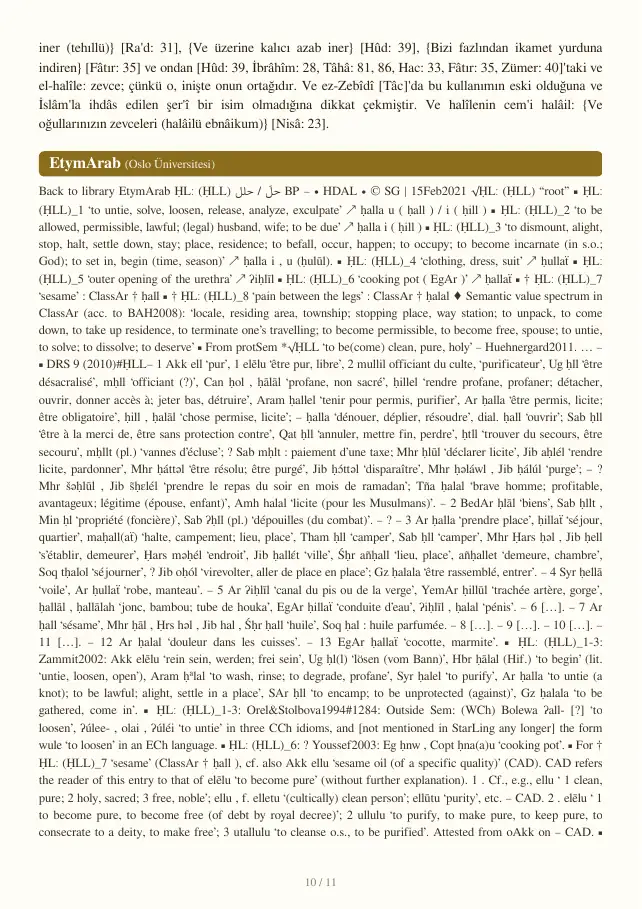 iner (tehıllü)} [Ra'd: 31], {Ve üzerine kalıcı azab iner} [Hûd: 39], {Bizi fazlından ikamet yurduna
indiren} [Fâtır: 35] ve ondan [Hûd: 39, İbrâhîm: 28, Tâhâ: 81, 86, Hac: 33, Fâtır: 35, Zümer: 40]'taki ve
el-halîle: zevce; çünkü o, inişte onun ortağıdır. Ve ez-Zebîdî [Tâc]'da bu kullanımın eski olduğuna ve
İslâm'la ihdâs edilen şer'î bir isim olmadığına dikkat çekmiştir. Ve halîlenin cem'i halâil: {Ve
oğullarınızın zevceleri (halâilü ebnâikum)} [Nisâ: 23].
EtymArab (Oslo Üniversitesi)
Back to library EtymArab ḤL: (ḤLL) حلّ / حلل BP – • HDAL • © SG | 15Feb2021 √ḤL: (ḤLL) “root” ▪ ḤL:
(ḤLL)_1 ‘to untie, solve, loosen, release, analyze, exculpate’ ↗ ḥalla u ( ḥall ) / i ( ḥill ) ▪ ḤL: (ḤLL)_2 ‘to be
allowed, permissible, lawful; (legal) husband, wife; to be due’ ↗ ḥalla i ( ḥill ) ▪ ḤL: (ḤLL)_3 ‘to dismount, alight,
stop, halt, settle down, stay; place, residence; to befall, occur, happen; to occupy; to become incarnate (in s.o.;
God); to set in, begin (time, season)’ ↗ ḥalla i , u (ḥulūl). ▪ ḤL: (ḤLL)_4 ‘clothing, dress, suit’ ↗ ḥullaẗ ▪ ḤL:
(ḤLL)_5 ‘outer opening of the urethra’ ↗ ʔiḥlīl ▪ ḤL: (ḤLL)_6 ‘cooking pot ( EgAr )’ ↗ ḥallaẗ ▪ † ḤL: (ḤLL)_7
‘sesame’ : ClassAr † ḥall ▪ † ḤL: (ḤLL)_8 ‘pain between the legs’ : ClassAr † ḥalal ♦ Semantic value spectrum in
ClassAr (acc. to BAH2008): ‘locale, residing area, township; stopping place, way station; to unpack, to come
down, to take up residence, to terminate one’s travelling; to become permissible, to become free, spouse; to untie,
to solve; to dissolve; to deserve’ ▪ From protSem *√ḤLL ‘to be(come) clean, pure, holy’ – Huehnergard2011. … –
▪ DRS 9 (2010)#ḤLL– 1 Akk ell ‘pur’, 1 elēlu ‘être pur, libre’, 2 mullil officiant du culte, ‘purificateur’, Ug ḥll ‘être
désacralisé’, mḥll ‘officiant (?)’, Can ḥol , ḥālāl ‘profane, non sacré’, ḥillel ‘rendre profane, profaner; détacher,
ouvrir, donner accès à; jeter bas, détruire’, Aram ḥallel ‘tenir pour permis, purifier’, Ar ḥalla ‘être permis, licite;
être obligatoire’, ḥill , ḥalāl ‘chose permise, licite’; – ḥalla ‘dénouer, déplier, résoudre’, dial. ḥall ‘ouvrir’; Sab ḥll
‘être à la merci de, être sans protection contre’, Qat ḥll ‘annuler, mettre fin, perdre’, ḥtll ‘trouver du secours, être
secouru’, mḥllt (pl.) ‘vannes d’écluse’; ? Sab mḥlt : paiement d’une taxe; Mhr ḥlūl ‘déclarer licite’, Jib aḥlél ‘rendre
licite, pardonner’, Mhr ḥáttəl ‘être résolu; être purgé’, Jib ḥɔ́ttəl ‘disparaître’, Mhr ḥəláwl , Jib ḥálúl ‘purge’; – ?
Mhr šəḥlūl , Jib šḥɛlél ‘prendre le repas du soir en mois de ramadan’; Tña ḥalal ‘brave homme; profitable,
avantageux; légitime (épouse, enfant)’, Amh halal ‘licite (pour les Musulmans)’. – 2 BedAr ḥlāl ‘biens’, Sab ḥllt ,
Min ḥl ‘propriété (foncière)’, Sab ʔḥll (pl.) ‘dépouilles (du combat)’. – ? – 3 Ar ḥalla ‘prendre place’, ḥillaẗ ‘séjour,
quartier’, maḥall(aẗ) ‘halte, campement; lieu, place’, Tham ḥll ‘camper’, Sab ḥll ‘camper’, Mhr Ḥars ḥəl , Jib ḥell
‘s’établir, demeurer’, Ḥars məḥél ‘endroit’, Jib ḥallét ‘ville’, Śḥr añḥall ‘lieu, place’, añḥallet ‘demeure, chambre’,
Soq tḥalol ‘séjourner’, ? Jib oḥól ‘virevolter, aller de place en place’; Gz ḥalala ‘être rassemblé, entrer’. – 4 Syr ḥellā
‘voile’, Ar ḥullaẗ ‘robe, manteau’. – 5 Ar ʔiḥlīl ‘canal du pis ou de la verge’, YemAr ḥillūl ‘trachée artère, gorge’,
ḥallāl , ḥallālah ‘jonc, bambou; tube de houka’, EgAr ḥillaẗ ‘conduite d’eau’, ʔiḥlīl , ḥalal ‘pénis’. – 6 […]. – 7 Ar
ḥall ‘sésame’, Mhr ḥāl , Ḥrs həl , Jib hal , Śḥr ḥall ‘huile’, Soq ḥal : huile parfumée. – 8 […]. – 9 […]. – 10 […]. –
11 […]. – 12 Ar ḥalal ‘douleur dans les cuisses’. – 13 EgAr ḥallaẗ ‘cocotte, marmite’. ▪ ḤL: (ḤLL)_1-3:
Zammit2002: Akk elēlu ‘rein sein, werden; frei sein’, Ug ḥl(l) ‘lösen (vom Bann)’, Hbr ḥālal (Hif.) ‘to begin’ (lit.
‘untie, loosen, open’), Aram ḥᵃlal ‘to wash, rinse; to degrade, profane’, Syr ḥalel ‘to purify’, Ar ḥalla ‘to untie (a
knot); to be lawful; alight, settle in a place’, SAr ḥll ‘to encamp; to be unprotected (against)’, Gz ḥalala ‘to be
gathered, come in’. ▪ ḤL: (ḤLL)_1-3: Orel&Stolbova1994#1284: Outside Sem: (WCh) Bolewa ʔall- [?] ‘to
loosen’, ʔúlee- , olai , ʔúléi ‘to untie’ in three CCh idioms, and [not mentioned in StarLing any longer] the form
wule ‘to loosen’ in an ECh language. ▪ ḤL: (ḤLL)_6: ? Youssef2003: Eg ḥnw , Copt ḥna(a)u ‘cooking pot’. ▪ For †
ḤL: (ḤLL)_7 ‘sesame’ (ClassAr † ḥall ), cf. also Akk ellu ‘sesame oil (of a specific quality)’ (CAD). CAD refers
the reader of this entry to that of elēlu ‘to become pure’ (without further explanation). 1 . Cf., e.g., ellu ‘ 1 clean,
pure; 2 holy, sacred; 3 free, noble’; ellu , f. elletu ‘(cultically) clean person’; ellūtu ‘purity’, etc. – CAD. 2 . elēlu ‘ 1
to become pure, to become free (of debt by royal decree)’; 2 ullulu ‘to purify, to make pure, to keep pure, to
consecrate to a deity, to make free’; 3 utallulu ‘to cleanse o.s., to be purified’. Attested from oAkk on – CAD. ▪
10 / 11